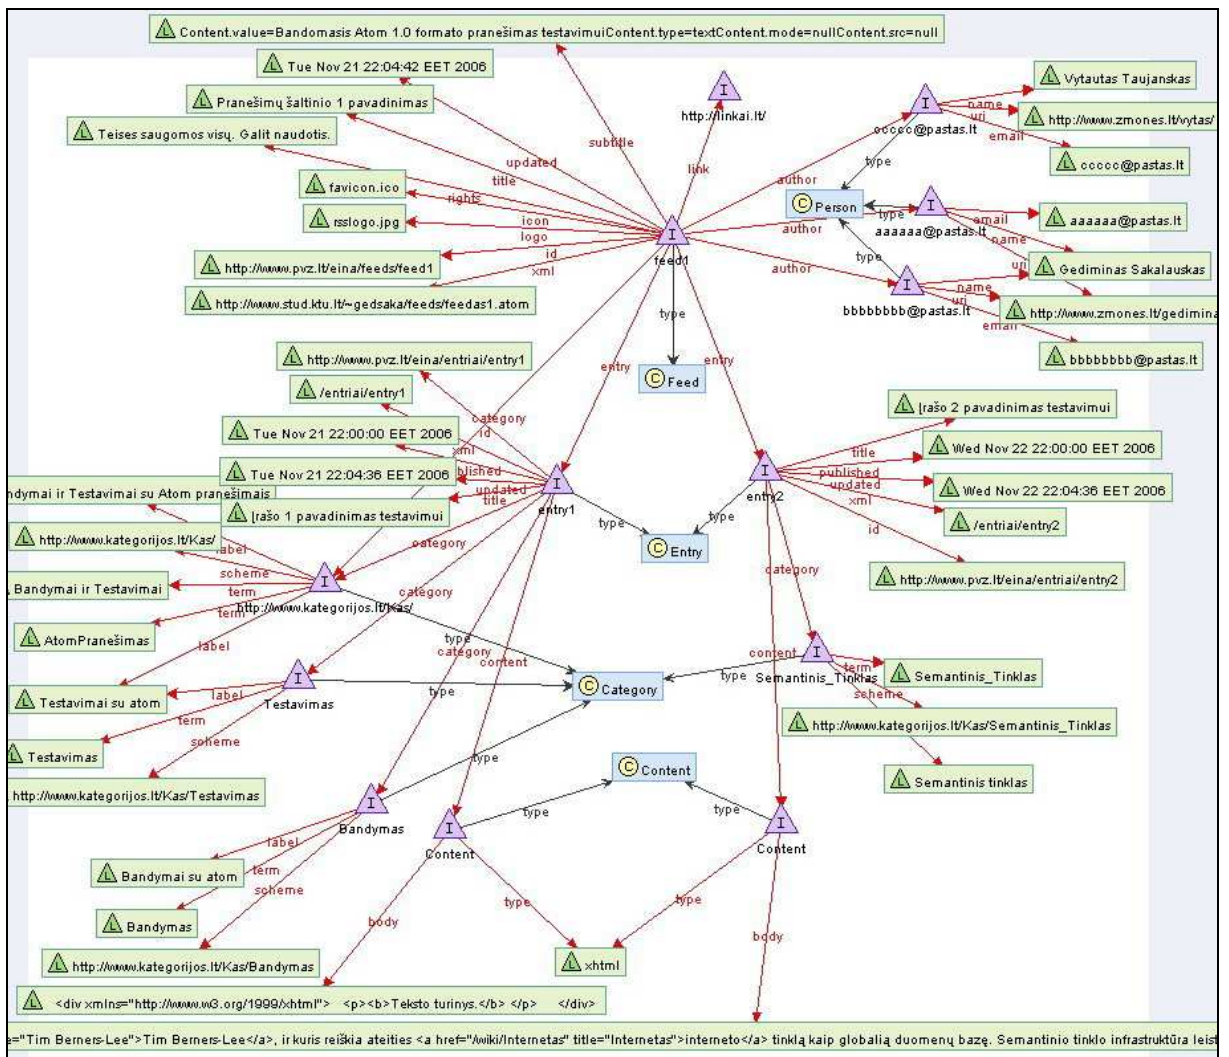 Content.value=Bandomasis Atom 1.0 formato pranešimas testavimuiContent.type=textContent.mode=nullContent.src=null
Tue Nov 21 22:04:42 EET 2006
Pranešimų šaltinio 1 pavadinimas
Teises saugomos visų. Galit naudotis.
http://linkai.lt/
Vytautas Taujanskas
name
uri
http://www.zmones.lt/vytas/
email
ccccc@pastas.lt
ccccc@pastas.lt
subtitle
updated
title
link
type
author
favicon.ico
rights
Person
rsslogo.jpg
icon
logo
type
author
aaaaaa@pastas.lt
email
name
aaaaaa@pastas.lt
feed1
id
xml
http://www.pvz.lt/eina/feeds/feed1
author
type
uri
Gediminas Sakalauskas
http://www.stud.ktu.lt/~gedsaka/feeds/feedas1.atom
bbbbbbbb@pastas.lt
name
uri
email
http://www.zmones.lt/gedimina
bbbbbbbb@pastas.lt
type
http://www.pvz.lt/eina/entriai/entry1
entry
entry
Feed
/entriai/entry1
category
id
xml
Įrašo 2 pavadinimas testavimui
Tue Nov 21 22:00:00 EET 2006
title
Wed Nov 22 22:00:00 EET 2006
Tue Nov 21 22:04:36 EET 2006
blished
updated
title
published
updated
xml
id
Wed Nov 22 22:04:36 EET 2006
ndymai ir Testavimai su Atom pranešimais
Įrašo 1 pavadinimas testavimui
entry1
entry2
type
type
/entriai/entry2
http://www.kategorijos.lt/Kas/
label
category
Entry
scheme
category
http://www.pvz.lt/eina/entriai/entry2
Bandymai ir Testavimai
term
category
http://www.kategorijos.lt/Kas/
AtomPranešimas
term
label
type
category
content
content
type
Semantinis_Tinklas
term
scheme
Semantinis_Tinklas
Category
Testavimai su atom
label
Testavimas
type
term
http://www.kategorijos.lt/Kas/Semantinis_Tinklas
Testavimas
scheme
type
Content
Semantinis tinklas
http://www.kategorijos.lt/Kas/Testavimas
Bandymas
type
type
label
Content
Content
Bandymai su atom
term
scheme
Bandymas
body
type
type
body
http://www.kategorijos.lt/Kas/Bandymas
xhtml
<div xmlns="http://www.w3.org/1999/xhtml"> <p><b>Teksto turinys.</b> </p> </div>
e="Tim Berners-Lee">Tim Berners-Lee</a>, ir kuris reiškia ateities <a href="/wiki/Internetas" title="Internetas">interneto</a> tinklą kaip globalią duomenų bazę. Semantinio tinklo infrastruktūra leist